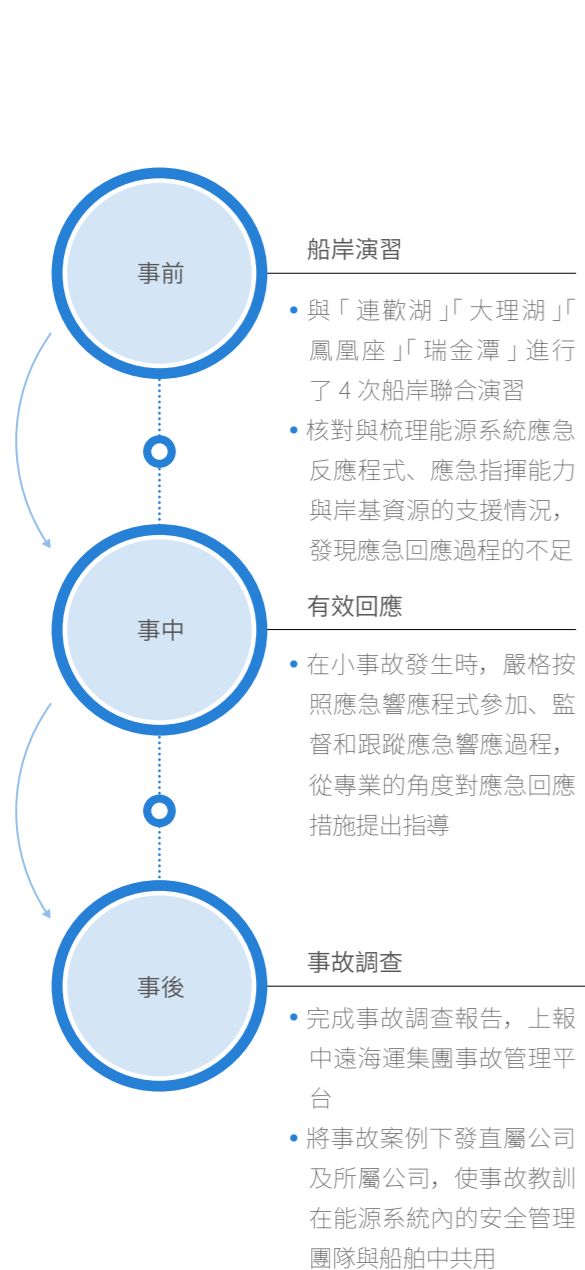 事前
船岸演習
• 與「連歡湖」「大理湖」「
鳳凰座」「瑞金潭」進行
了 4 次船岸聯合演習
• 核對與梳理能源系統應急
反應程式、應急指揮能力
與岸基資源的支援情況，
發現應急回應過程的不足
事中
有效回應
• 在小事故發生時，嚴格按
照應急響應程式參加、監
督和跟蹤應急響應過程，
從專業的角度對應急回應
措施提出指導
事後
事故調查
• 完成事故調查報告，上報
中遠海運集團事故管理平
台
• 將事故案例下發直屬公司
及所屬公司，使事故教訓
在能源系統內的安全管理
團隊與船舶中共用